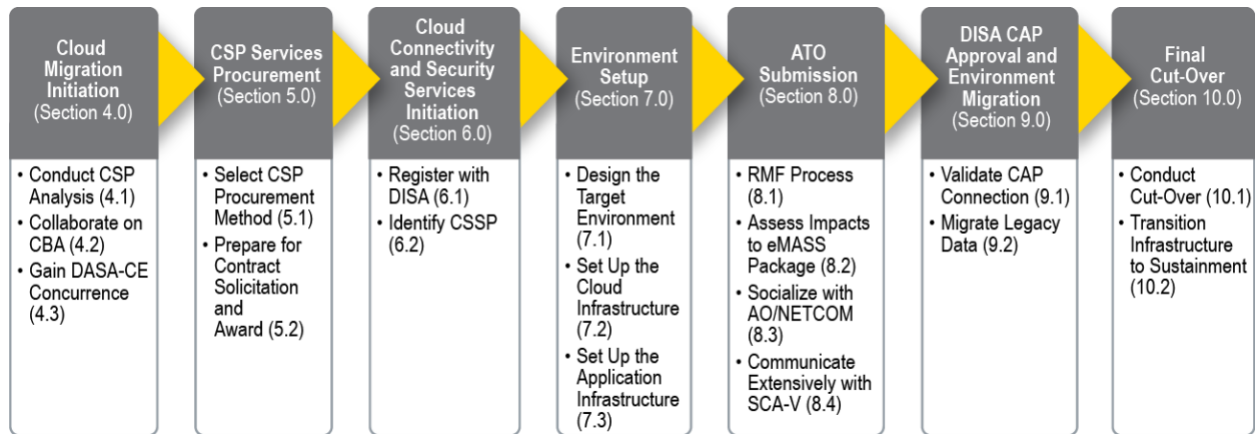 Cloud
Migration
Initiation
(Section 4.0)
• Conduct CSP
Analysis (4.1)
• Collaborate on
CBA (4.2)
• Gain DASA-CE
Concurrence
(4.3)
CSP Services
Procurement
(Section 5.0)
• Select CSP
Procurement
Method (5.1)
• Prepare for
Contract
Solicitation
and
Award (5.2)
Cloud
Connectivity
and Security
Services
Initiation
(Section 6.0)
• Register with
DISA (6.1)
• Identify CSSP
(6.2)
Environment
Setup
(Section 7.0)
• Design the
Target
Environment
(7.1)
• Set Up the
Cloud
Infrastructure
(7.2)
• Set Up the
Application
Infrastructure
(7.3)
ATO
Submission
(Section 8.0)
• RMF Process
(8.1)
• Assess Impacts
to eMASS
Package (8.2)
• Socialize with
AO/NETCOM
(8.3)
• Communicate
Extensively with
SCA-V (8.4)
DISA CAP
Approval and
Environment
Migration
(Section 9.0)
• Validate CAP
Connection (9.1)
• Migrate Legacy
Data (9.2)
Final
Cut-Over
(Section 10.0)
• Conduct
Cut-Over (10.1)
• Transition
Infrastructure
to Sustainment
(10.2)